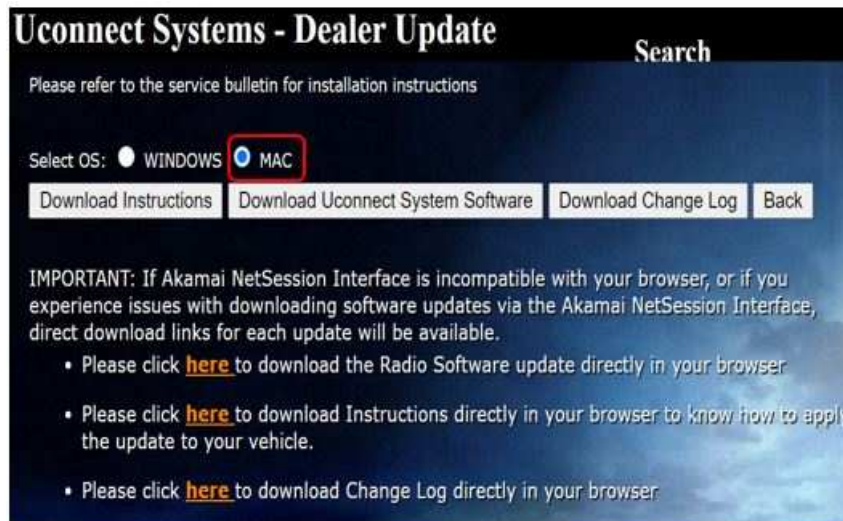 Uconnect Systems - Dealer Update
Search
Please refer to the service bulletin for installation instructions
Select OS: WINDOWS MAC
Download Instructions Download Uconnect System Software Download Change Log Back
IMPORTANT: If Akamai NetSession Interface is incompatible with your browser, or if you
experience issues with downloading software updates via the Akamai NetSession Interface,
direct download links for each update will be available.
• Please click here to download the Radio Software update directly in your browser
• Please click here to download Instructions directly in your browser to know how to apply
the update to your vehicle.
• Please click here to download Change Log directly in your browser